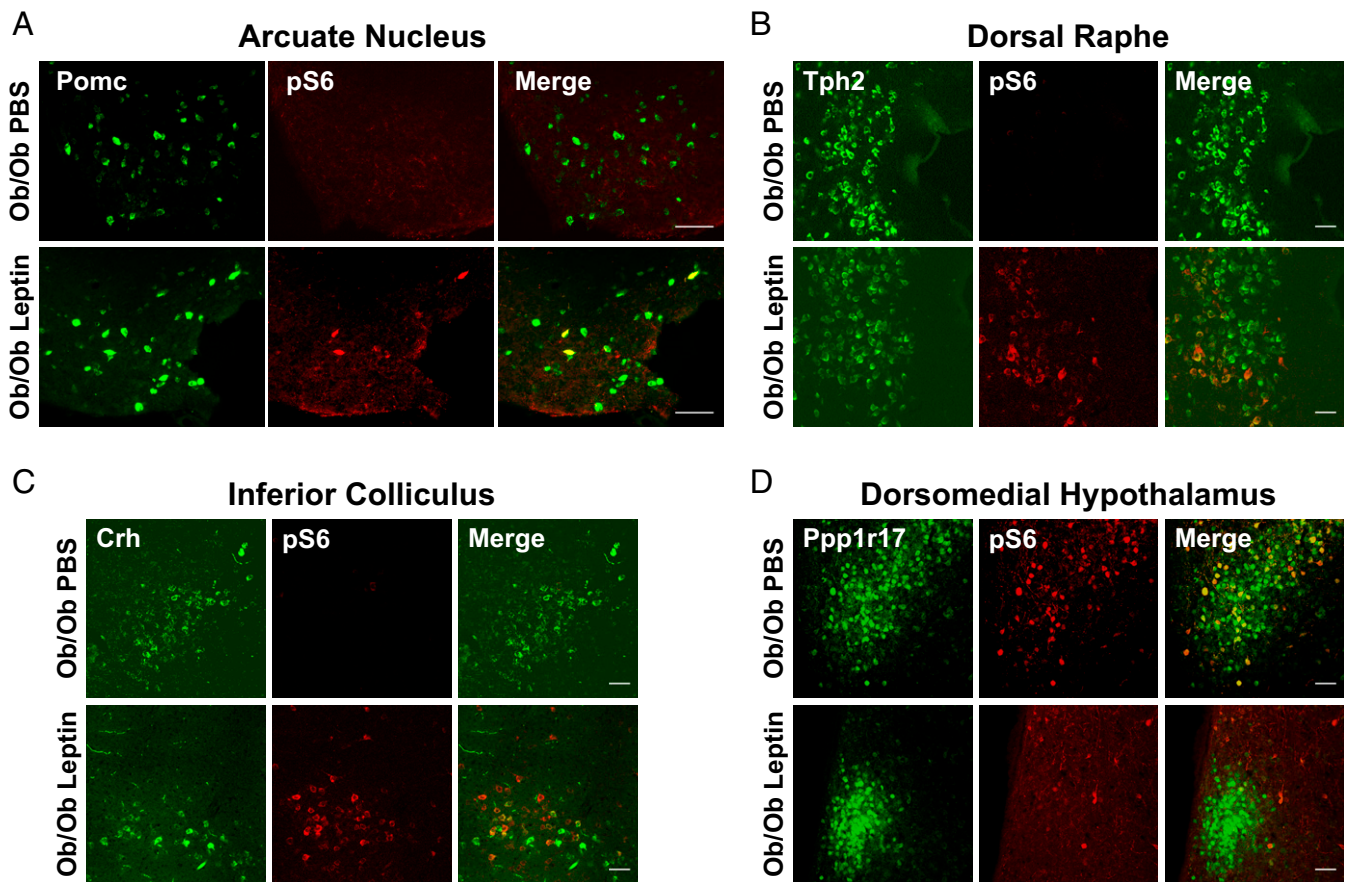 A
Arcuate Nucleus
Ob/Ob PBS
Pomc
pS6
Merge
Ob/Ob Leptin
B
Dorsal Raphe
Ob/Ob PBS
Tph2
pS6
Merge
Ob/Ob Leptin
C
Inferior Colliculus
Ob/Ob PBS
Crh
pS6
Merge
Ob/Ob Leptin
D
Dorsomedial Hypothalamus
Ob/Ob PBS
Ppp1r17
pS6
Merge
Ob/Ob Leptin